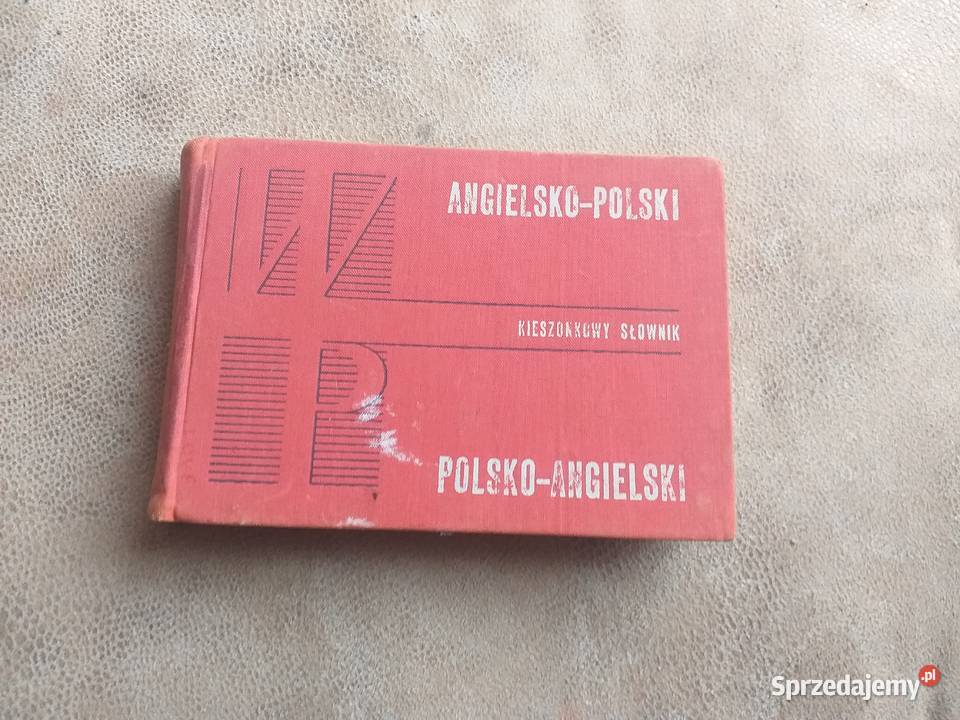 ANGIELSKO-POLSKI
KIESZONKOWY SŁOWNIK
POLSKO-ANGIELSKI
Sprzedajemy.pl